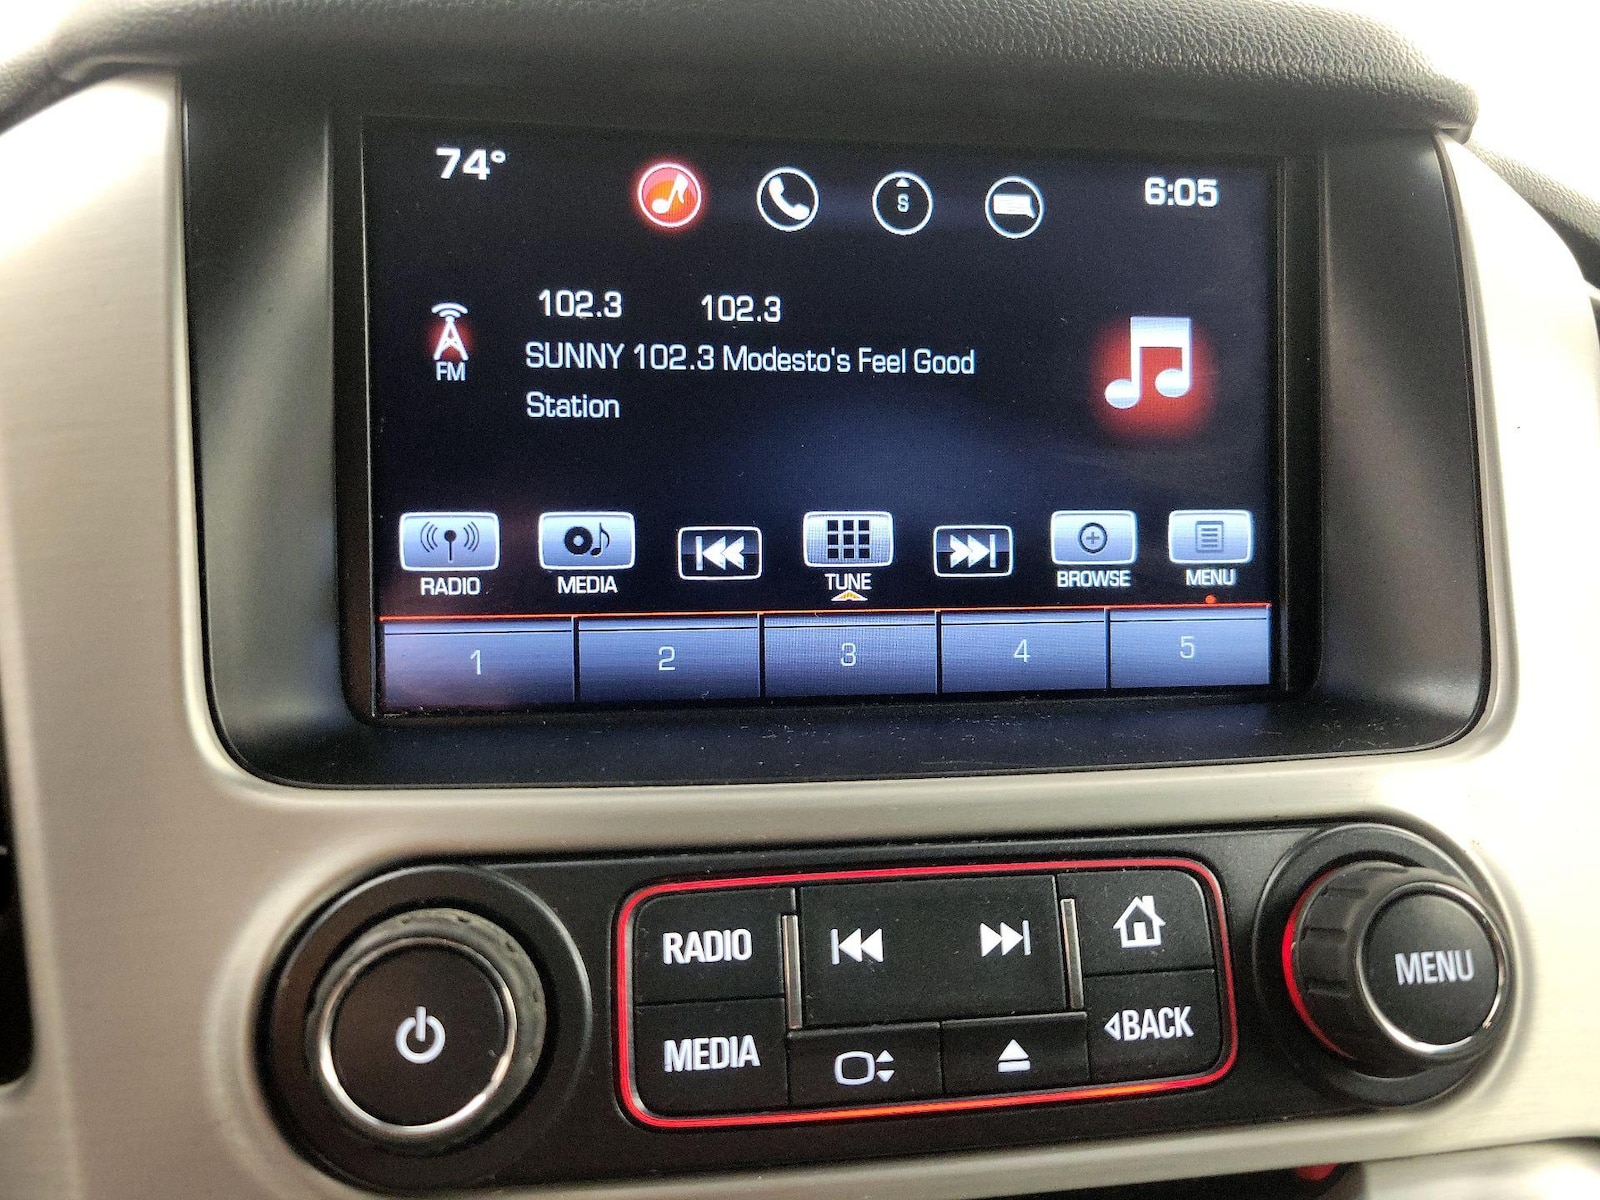 74° 6:05
S
102.3 102.3
SUNNY 102.3 Modesto's Feel Good
Station
FM
RADIO MEDIA TUNE BROWSE MENU
1 2 3 4 5
RADIO
MEDIA
BACK
MENU